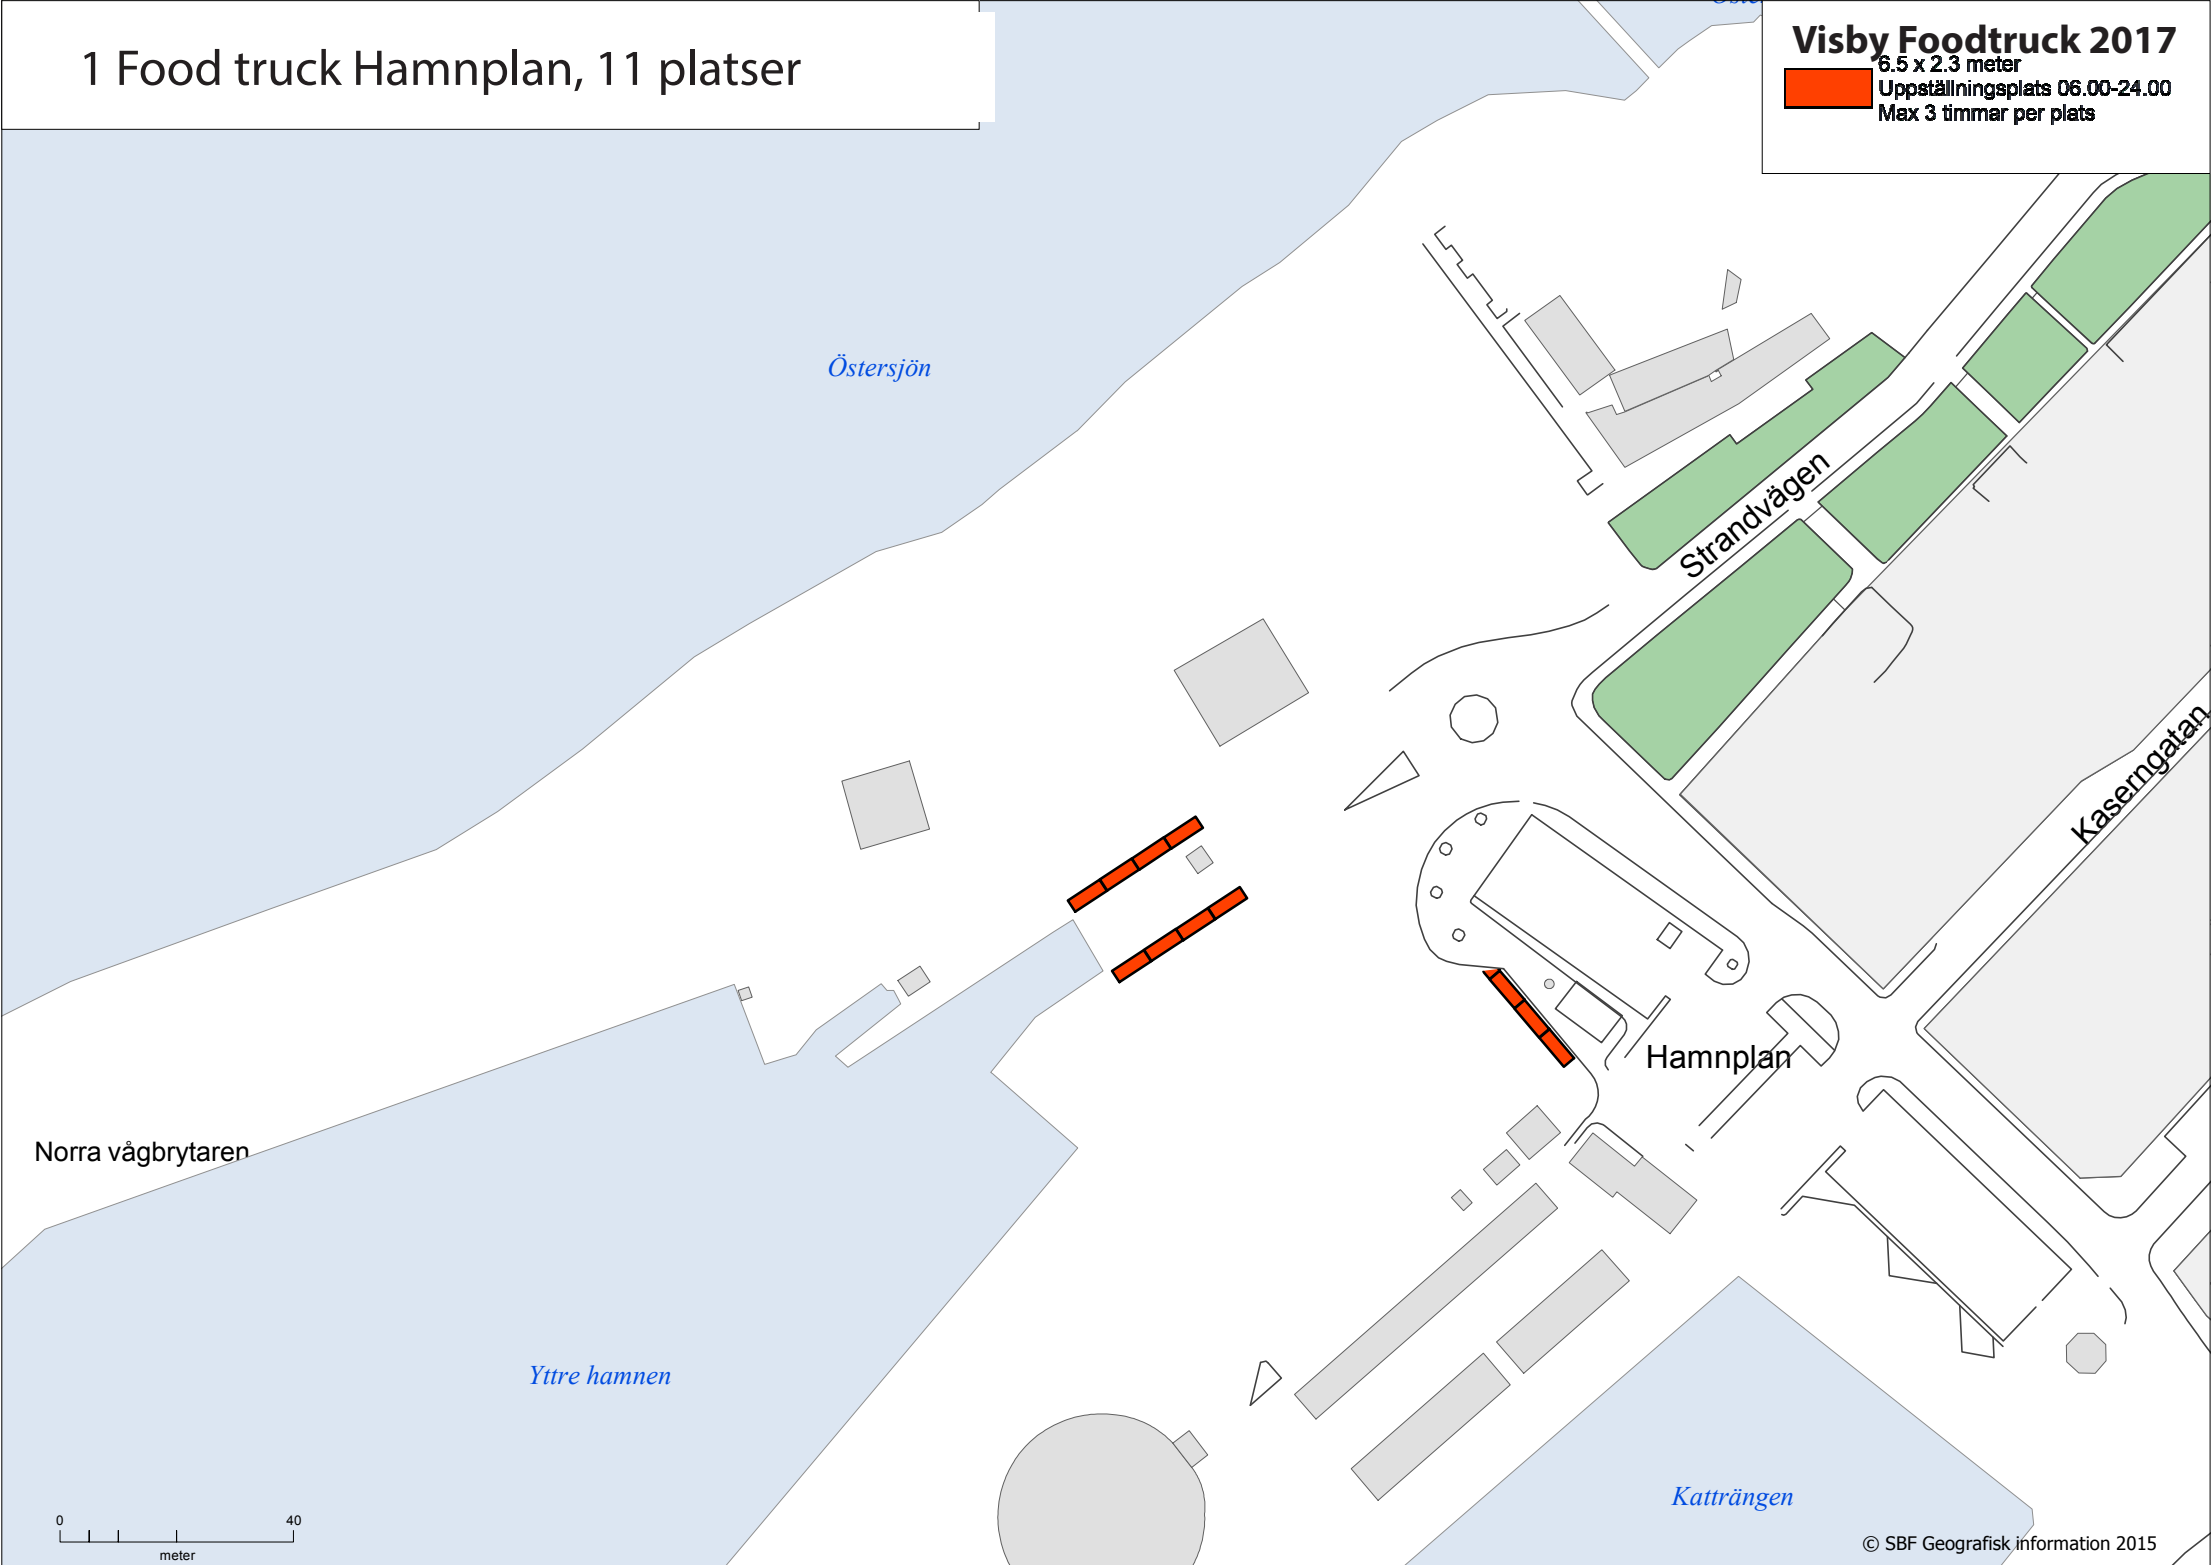 1 Food truck Hamnplan, 11 platser
Visby Foodtruck 2017
6.5 x 2.3 meter
Uppställningsplats 06.00-24.00
Max 3 timmar per plats
Östersjön
Strandvägen
Kaserngatan
Hamnplan
Norra vågbrytaren
Yttre hamnen
Katträngen
0 40
meter
© SBF Geografisk information 2015